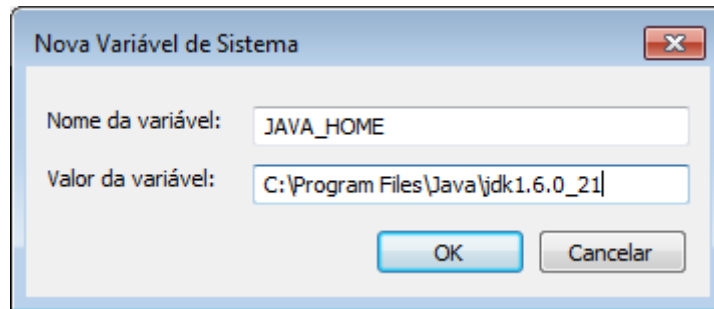 Nova Variável de Sistema
Nome da variável: JAVA_HOME
Valor da variável: C:\Program Files\Java\jdk1.6.0_21
OK Cancelar